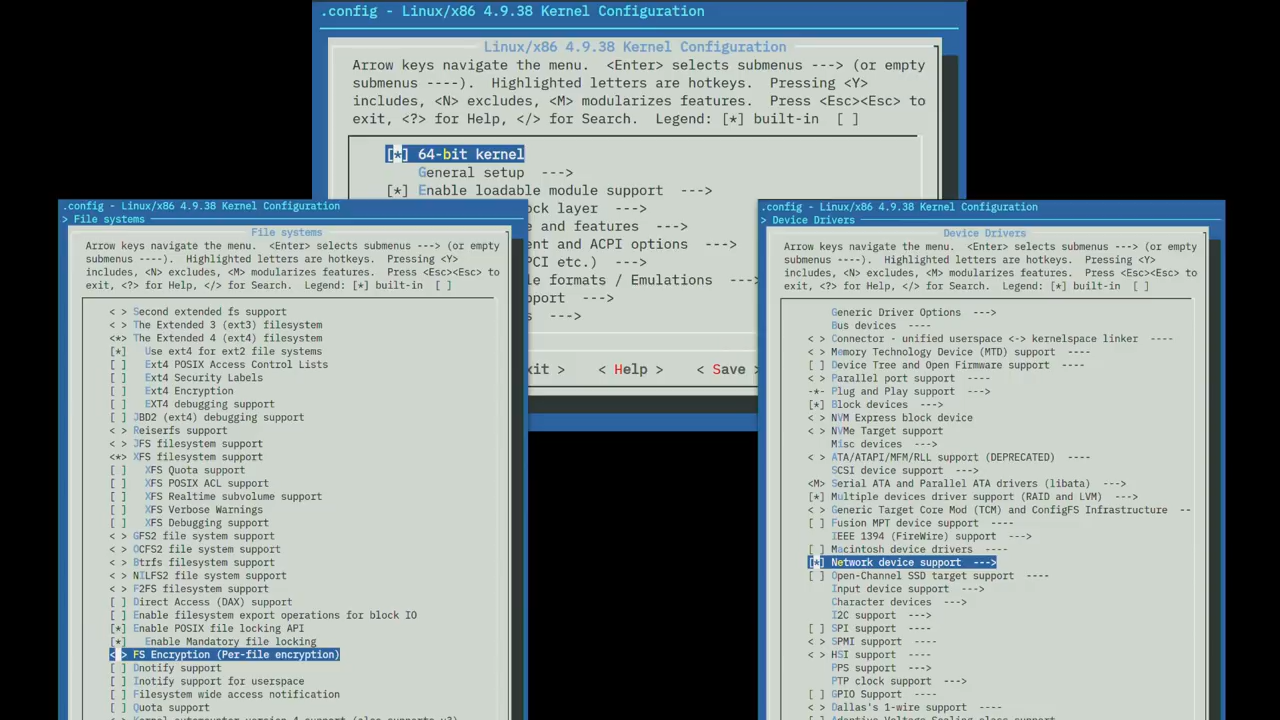 .config - Linux/x86 4.9.38 Kernel Configuration
Linux/x86 4.9.38 Kernel Configuration
Arrow keys navigate the menu.  <Enter> selects submenus ---> (or empty
submenus ----).  Highlighted letters are hotkeys.  Pressing <Y>
includes, <N> excludes, <M> modularizes features.  Press <Esc><Esc> to
exit, <?> for Help, </> for Search.  Legend: [*] built-in  [ ]
[*] 64-bit kernel
General setup  --->
[*] Enable loadable module support  --->
ck layer  --->
e and features  --->
ent and ACPI options  --->
PCI etc.)  --->
le formats / Emulations  --->
port  --->
s  --->
xit >  < Help >  < Save >
.config - Linux/x86 4.9.38 Kernel Configuration
> File systems
File systems
Arrow keys navigate the menu.  <Enter> selects submenus ---> (or empty
submenus ----).  Highlighted letters are hotkeys.  Pressing <Y>
includes, <N> excludes, <M> modularizes features.  Press <Esc><Esc> to
exit, <?> for Help, </> for Search.  Legend: [*] built-in  [ ]
< > Second extended fs support
< > The Extended 3 (ext3) filesystem
<*> The Extended 4 (ext4) filesystem
[*]   Use ext4 for ext2 file systems
[ ]   Ext4 POSIX Access Control Lists
[ ]   Ext4 Security Labels
[ ]   Ext4 Encryption
[ ]   EXT4 debugging support
[ ] JBD2 (ext4) debugging support
< > Reiserfs support
< > JFS filesystem support
<*> XFS filesystem support
[ ]   XFS Quota support
[ ]   XFS POSIX ACL support
[ ]   XFS Realtime subvolume support
[ ]   XFS Verbose Warnings
[ ]   XFS Debugging support
< > GFS2 file system support
< > OCFS2 file system support
< > Btrfs filesystem support
< > NILFS2 file system support
< > F2FS filesystem support
[ ] Direct Access (DAX) support
[ ] Enable filesystem export operations for block IO
[*] Enable POSIX file locking API
[*]   Enable Mandatory file locking
< > FS Encryption (Per-file encryption)
[ ] Dnotify support
[ ] Inotify support for userspace
[ ] Filesystem wide access notification
[ ] Quota support
< > Kernel automounter version 4 support (also supports v3)
.config - Linux/x86 4.9.38 Kernel Configuration
> Device Drivers
Device Drivers
Arrow keys navigate the menu.  <Enter> selects submenus ---> (or empty
submenus ----).  Highlighted letters are hotkeys.  Pressing <Y>
includes, <N> excludes, <M> modularizes features.  Press <Esc><Esc> to
exit, <?> for Help, </> for Search.  Legend: [*] built-in  [ ]
Generic Driver Options  --->
Bus devices  ----
< > Connector - unified userspace <-> kernelspace linker  ----
< > Memory Technology Device (MTD) support  ----
[ ] Device Tree and Open Firmware support  ----
< > Parallel port support  ----
-*- Plug and Play support  --->
[*] Block devices  --->
< > NVM Express block device
< > NVMe Target support
Misc devices  --->
< > ATA/ATAPI/MFM/RLL support (DEPRECATED)  ----
SCSI device support  --->
<M> Serial ATA and Parallel ATA drivers (libata)  --->
[*] Multiple devices driver support (RAID and LVM)  --->
< > Generic Target Core Mod (TCM) and ConfigFS Infrastructure  --
[ ] Fusion MPT device support  ----
IEEE 1394 (FireWire) support  --->
[ ] Macintosh device drivers  ----
[*] Network device support  --->
[ ] Open-Channel SSD target support  ----
Input device support  --->
Character devices  --->
I2C support  --->
[ ] SPI support  ----
< > SPMI support  ----
< > HSI support  ----
PPS support  --->
PTP clock support  --->
[ ] GPIO Support  ----
< > Dallas's 1-wire support  ----
[ ] Adaptive Voltage Scaling class support